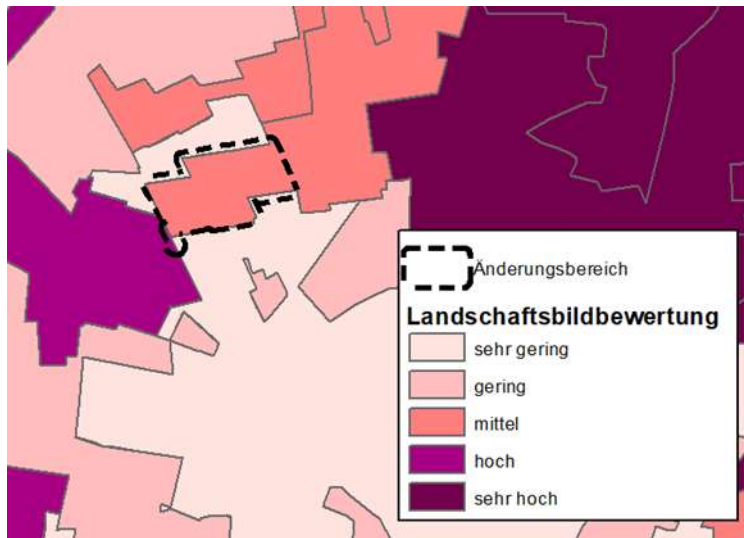 Änderungsbereich
Landschaftsbildbewertung
sehr gering
gering
mittel
hoch
sehr hoch